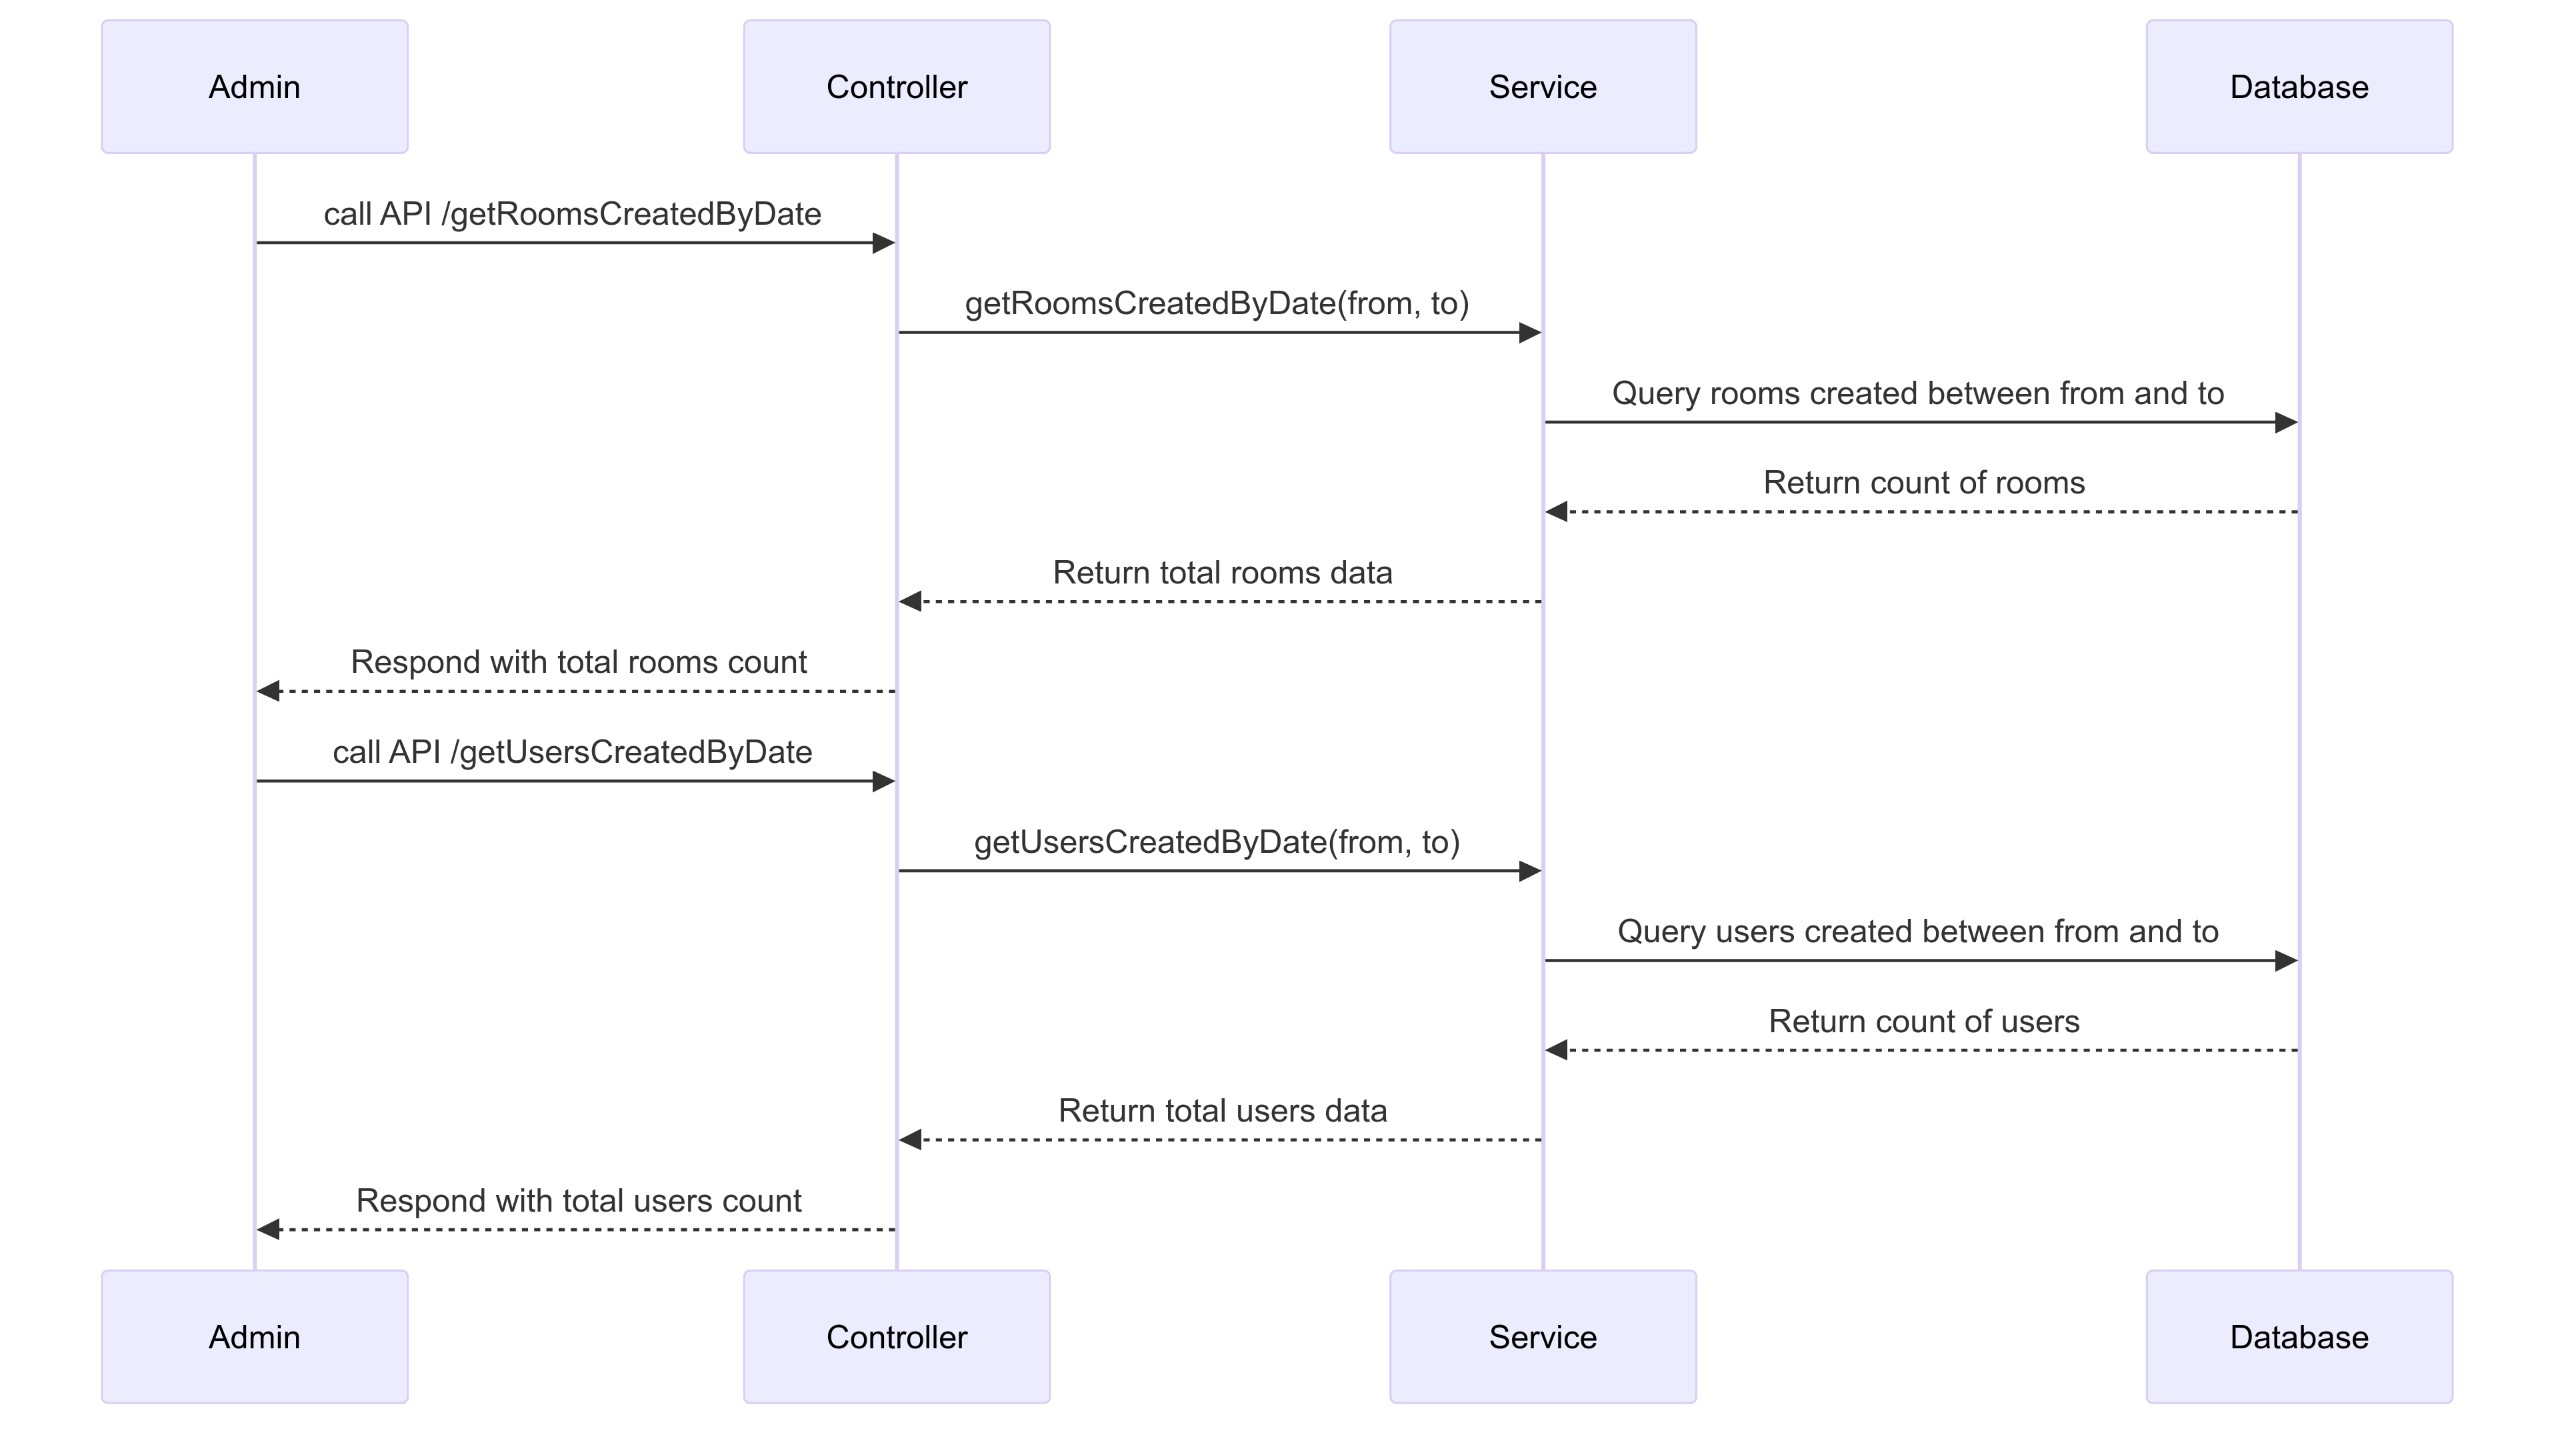 Admin
Controller
Service
Database
call API /getRoomsCreatedByDate
getRoomsCreatedByDate(from, to)
Query rooms created between from and to
Return count of rooms
Return total rooms data
Respond with total rooms count
call API /getUsersCreatedByDate
getUsersCreatedByDate(from, to)
Query users created between from and to
Return count of users
Return total users data
Respond with total users count
Admin
Controller
Service
Database